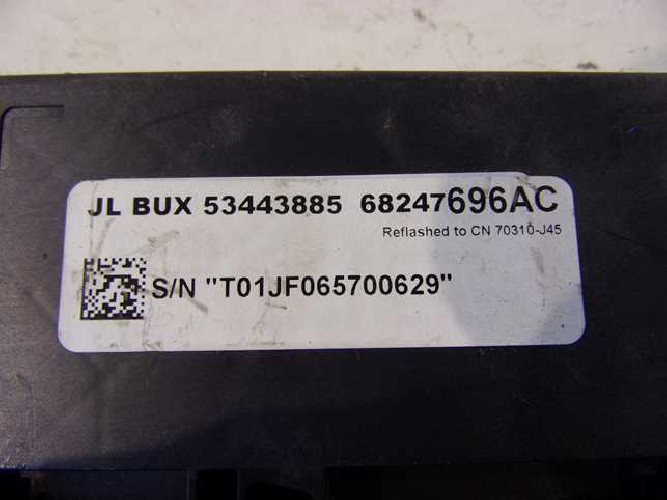 JL BUX 53443885 68247696AC
Reflashed to CN 70310-J45
S/N "T01JF065700629"